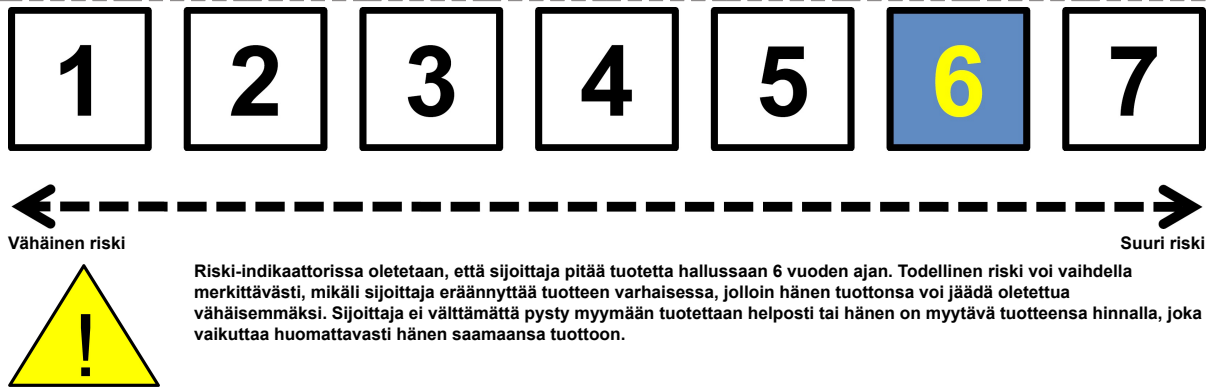 1 2 3 4 5 6 7
Vähäinen riski Suuri riski
Riski-indikaattorissa oletetaan, että sijoittaja pitää tuotetta hallussaan 6 vuoden ajan. Todellinen riski voi vaihdella
merkittävästi, mikäli sijoittaja eräännyttää tuotteen varhaisessa, jolloin hänen tuottonsa voi jäädä oletettua
vähäisemmäksi. Sijoittaja ei välttämättä pysty myymään tuotettaan helposti tai hänen on myytävä tuotteensa hinnalla, joka
vaikuttaa huomattavasti hänen saamaansa tuottoon.
!